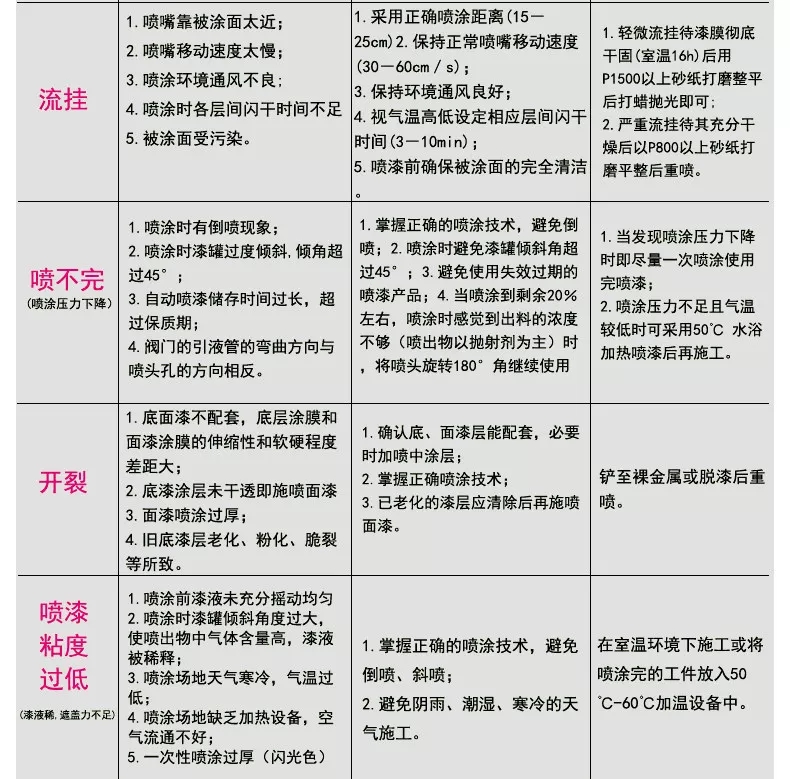 流挂
1. 喷嘴靠被涂面太近;
2. 喷嘴移动速度太慢;
3. 喷涂环境通风不良;
4. 喷涂时各层间闪干时间不足
5. 被涂面受污染。
1. 采用正确喷涂距离(15—
25cm)2. 保持正常喷嘴移动速度
(30—60cm／s);
3. 保持环境通风良好;
4. 视气温高低设定相应层间闪干
时间(3—10min);
5. 喷漆前确保被涂面的完全清洁
。
1. 轻微流挂待漆膜彻底
干固(室温16h)后用
P1500以上砂纸打磨整平
后打蜡抛光即可;
2. 严重流挂待其充分干
燥后以P800以上砂纸打
磨平整后重喷。
喷不完
(喷涂压力下降)
1. 喷涂时有倒喷现象;
2. 喷涂时漆罐过度倾斜,倾角超
过45°;
3. 自动喷漆储存时间过长，超
过保质期;
4. 阀门的引液管的弯曲方向与
喷头孔的方向相反。
1. 掌握正确的喷涂技术，避免倒
喷; 2. 喷涂时避免漆罐倾斜角超
过45°; 3. 避免使用失效过期的
喷漆产品; 4. 当喷涂到剩余20%
左右，喷涂时感觉到出料的浓度
不够（喷出物以抛射剂为主）时
，将喷头旋转180°角继续使用
1. 当发现喷涂压力下降
时即尽量一次喷涂使用
完喷漆;
2. 喷涂压力不足且气温
较低时可采用50℃ 水浴
加热喷漆后再施工。
开裂
1. 底面漆不配套，底层涂膜和
面漆涂膜的伸缩性和软硬程度
差距大;
2. 底漆涂层未干透即施喷面漆
3. 面漆喷涂过厚;
4. 旧底漆层老化、粉化、脆裂
等所致。
1. 确认底、面漆层能配套，必要
时加喷中涂层;
2. 掌握正确喷涂技术;
3. 已老化的漆层应清除后再施喷
面漆。
铲至裸金属或脱漆后重
喷。
喷漆
粘度
过低
(漆液稀,遮盖力不足)
1. 喷涂前漆液未充分摇动均匀
2. 喷涂时漆罐倾斜角度过大，
使喷出物中气体含量高，漆液
被稀释;
3. 喷涂场地天气寒冷，气温过
低;
4. 喷涂场地缺乏加热设备，空
气流通不好;
5. 一次性喷涂过厚（闪光色）
1. 掌握正确的喷涂技术，避免
倒喷、斜喷;
2. 避免阴雨、潮湿、寒冷的天
气施工。
在室温环境下施工或将
喷涂完的工件放入50
℃-60℃加温设备中。